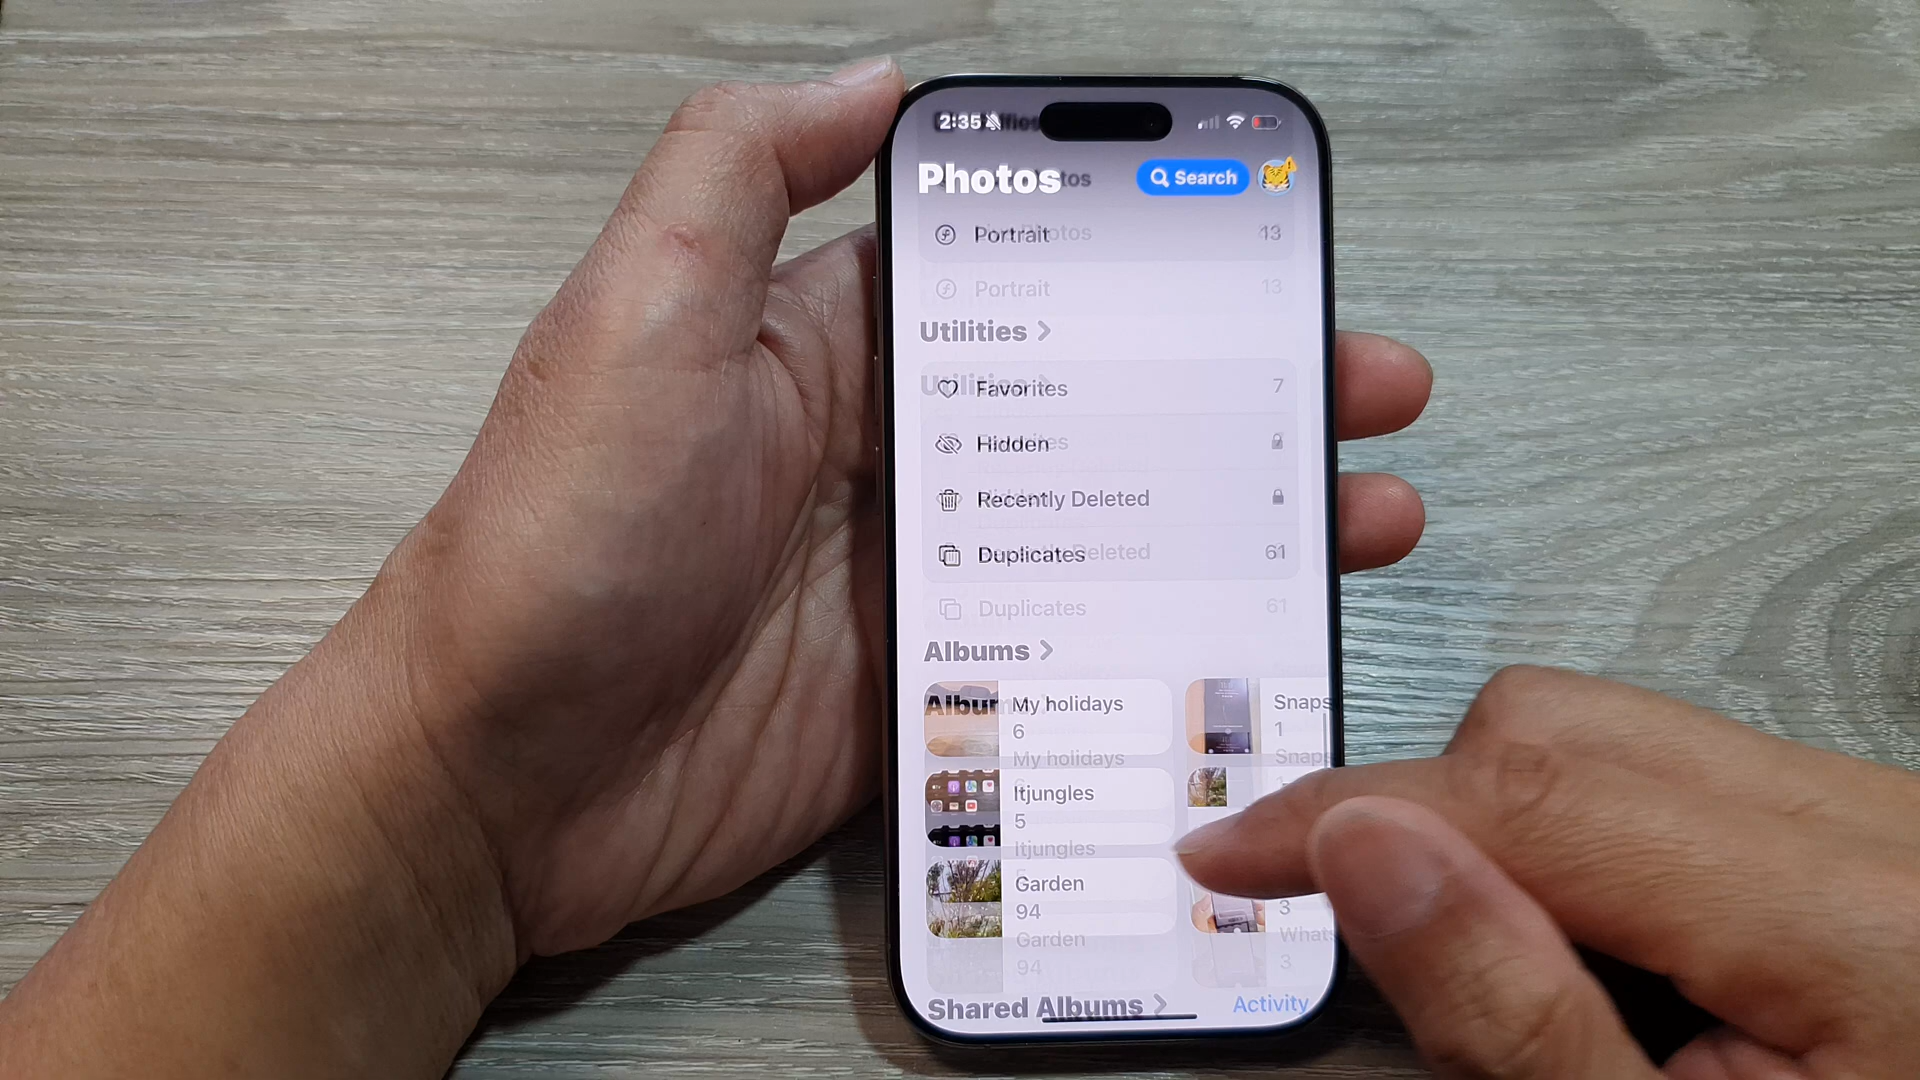 2:35
Photos
Search
Portrait 13
Portrait 13
Utilities
Favorites 7
Hidden
Recently Deleted
Duplicates 61
Duplicates 61
Albums
My holidays
6
Snaps
1
My holidays
Snaps
Itjungles
5
Itjungles
Garden
94
3
Garden
Whats
94
3
Shared Albums
Activity